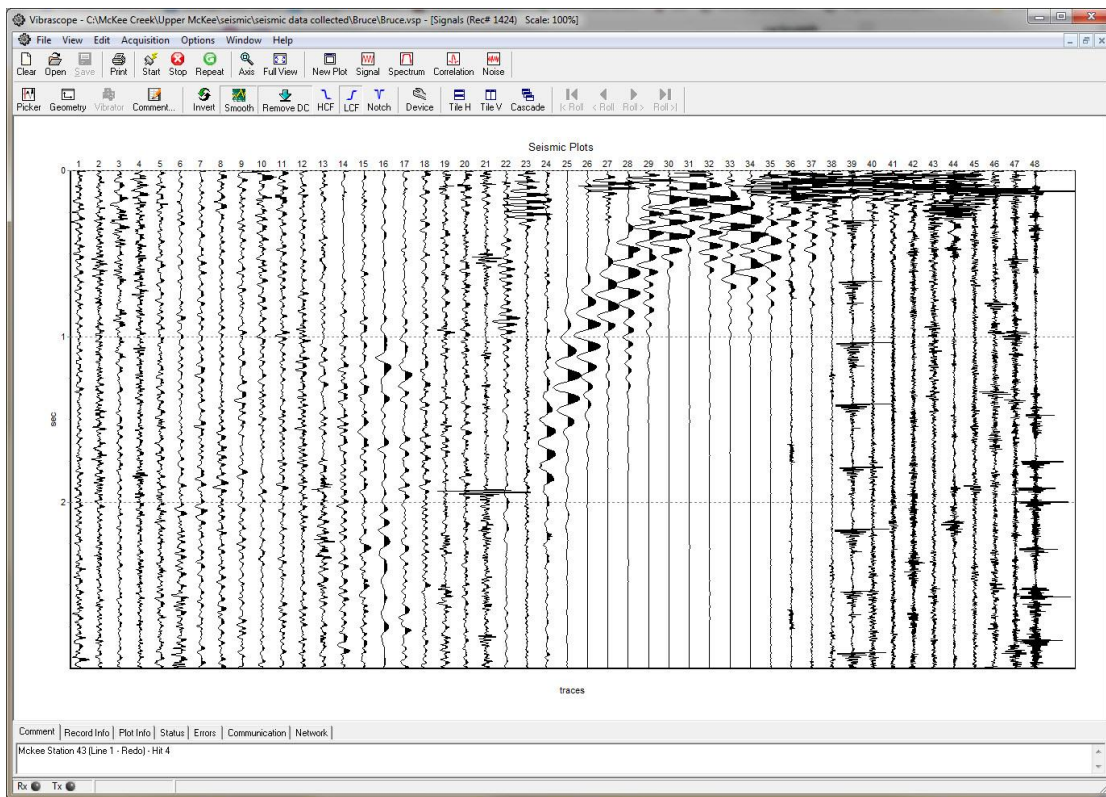 Vibrascope - C:\McKee Creek\Upper McKee\seismic\seismic data collected\Bruce\Bruce.vsp - [Signals (Rec# 1424) Scale: 100%]
File View Edit Acquisition Options Window Help
Clear Open Save Print Start Stop Repeat Axis Full View New Plot Signal Spectrum Correlation Noise
Picker Geometry Vibrator Comment... Invert Smooth Remove DC HCF LCF Notch Device Tile H Tile V Cascade |< Roll < Roll Roll > Roll >|
Seismic Plots
1 2 3 4 5 6 7 8 9 10 11 12 13 14 15 16 17 18 19 20 21 22 23 24 25 26 27 28 29 30 31 32 33 34 35 36 37 38 39 40 41 42 43 44 45 46 47 48
0
1
sec
2
traces
Comment Record Info Plot Info Status Errors Communication Network
Mckee Station 43 (Line 1 - Redo) - Hit 4
Rx Tx